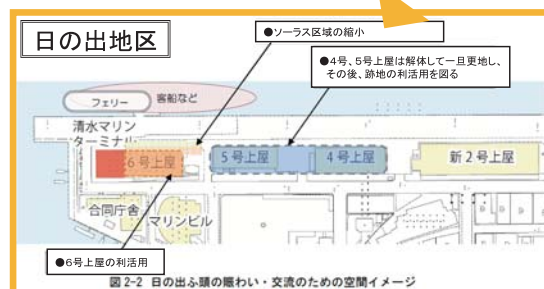 日の出地区
●ソーラス区域の縮小
●4号、5号上屋は解体して一旦更地し、
その後、跡地の利活用を図る
フェリー
客船など
清水マリン
ターミナル
6号上屋
5号上屋
4号上屋
新2号上屋
合同庁舎
マリンビル
●6号上屋の利活用
図2-2 日の出ふ頭の賑わい・交流のための空間イメージ